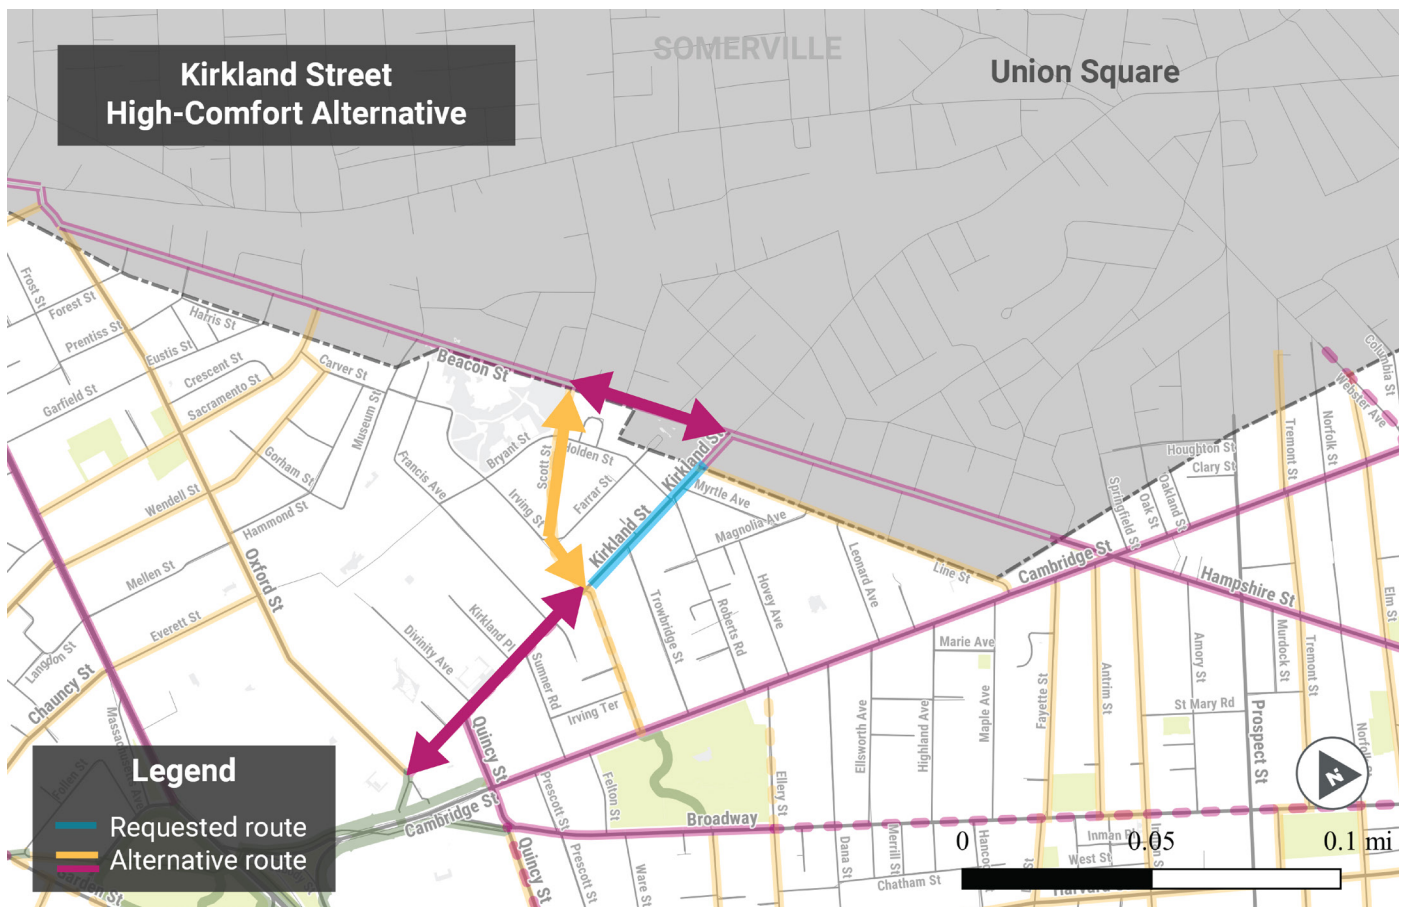 Kirkland Street
High-Comfort Alternative
SOMERVILLE
Union Square
Frost St
Forest St
Prentiss St
Harris St
Eustis St
Crescent St
Garfield St
Sacramento St
Carver St
Museum St
Beacon St
Gorham St
Wendell St
Hammond St
Francis Ave
Bryant St
Scott St
Holden St
Irving St
Farrar St
Kirkland St
Kirkland St
Myrtle Ave
Magnolia Ave
Mellen St
Oxford St
Everett St
Langdon St
Chauncy St
Divinity Ave
Kirkland Pl
Sumner Rd
Irving Ter
Trowbridge St
Roberts Rd
Hovey Ave
Leonard Ave
Line St
Cambridge St
Hampshire St
Springfield St
Oak St
Oakland St
Houghton St
Clary St
Tremont St
Norfolk St
Webster Ave
Columbia St
Elm St
Marie Ave
Maple Ave
Ellsworth Ave
Highland Ave
Fayette St
Antrim St
Amory St
St Mary Rd
Murdock St
Tremont St
Prospect St
Norfolk St
Quincy St
Cambridge St
Prescott St
Felton St
Ellery St
Broadway
Quincy St
Prescott St
Ware St
Dana St
Merrill St
Chatham St
West St
N
0 0.05 0.1 mi
Legend
Requested route
Alternative route